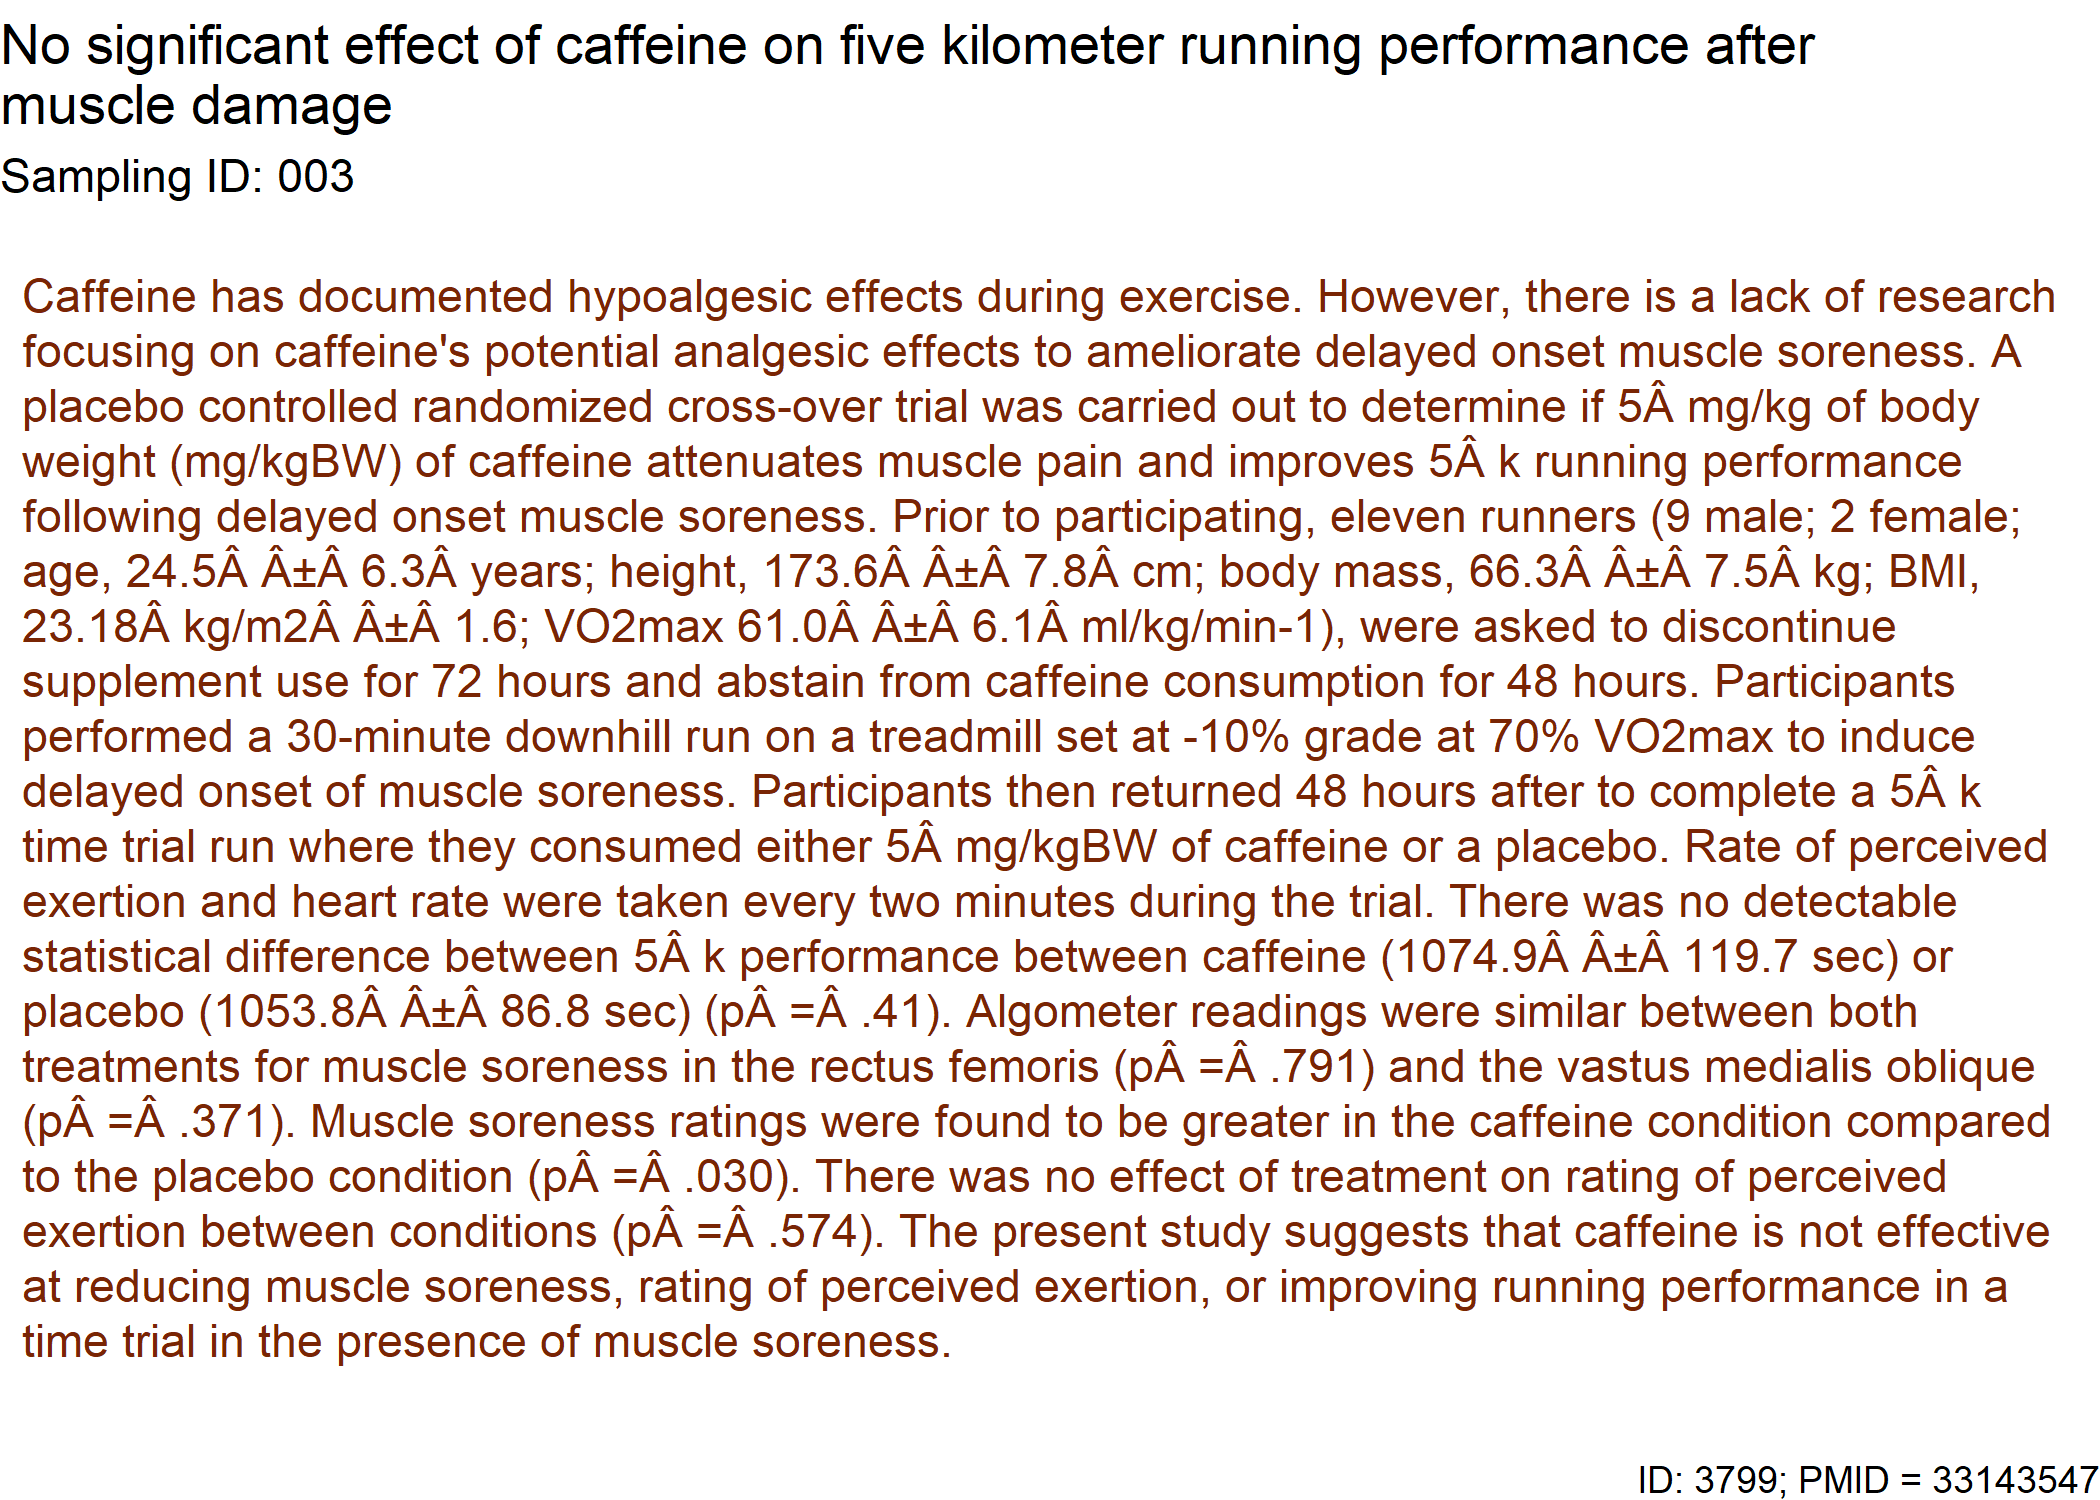 No significant effect of caffeine on five kilometer running performance after
muscle damage
Sampling ID: 003
Caffeine has documented hypoalgesic effects during exercise. However, there is a lack of research
focusing on caffeine's potential analgesic effects to ameliorate delayed onset muscle soreness. A
placebo controlled randomized cross-over trial was carried out to determine if 5Â mg/kg of body
weight (mg/kgBW) of caffeine attenuates muscle pain and improves 5Â k running performance
following delayed onset muscle soreness. Prior to participating, eleven runners (9 male; 2 female;
age, 24.5Â Â±Â 6.3Â years; height, 173.6Â Â±Â 7.8Â cm; body mass, 66.3Â Â±Â 7.5Â kg; BMI,
23.18Â kg/m2Â Â±Â 1.6; VO2max 61.0Â Â±Â 6.1Â ml/kg/min-1), were asked to discontinue
supplement use for 72 hours and abstain from caffeine consumption for 48 hours. Participants
performed a 30-minute downhill run on a treadmill set at -10% grade at 70% VO2max to induce
delayed onset of muscle soreness. Participants then returned 48 hours after to complete a 5Â k
time trial run where they consumed either 5Â mg/kgBW of caffeine or a placebo. Rate of perceived
exertion and heart rate were taken every two minutes during the trial. There was no detectable
statistical difference between 5Â k performance between caffeine (1074.9Â Â±Â 119.7 sec) or
placebo (1053.8Â Â±Â 86.8 sec) (pÂ =Â .41). Algometer readings were similar between both
treatments for muscle soreness in the rectus femoris (pÂ =Â .791) and the vastus medialis oblique
(pÂ =Â .371). Muscle soreness ratings were found to be greater in the caffeine condition compared
to the placebo condition (pÂ =Â .030). There was no effect of treatment on rating of perceived
exertion between conditions (pÂ =Â .574). The present study suggests that caffeine is not effective
at reducing muscle soreness, rating of perceived exertion, or improving running performance in a
time trial in the presence of muscle soreness.
ID: 3799; PMID = 33143547